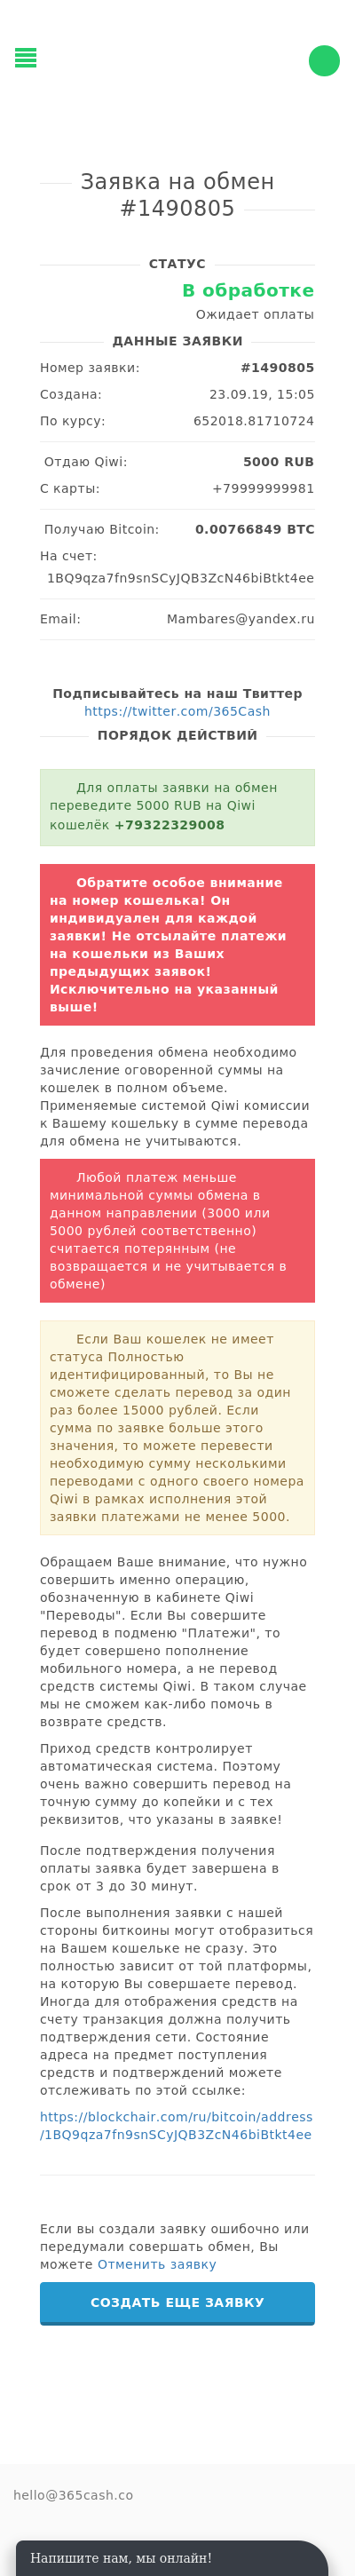 Заявка на обмен
#1490805
СТАТУС
В обработке
Ожидает оплаты
ДАННЫЕ ЗАЯВКИ
Номер заявки: #1490805
Создана: 23.09.19, 15:05
По курсу: 652018.81710724
Отдаю Qiwi: 5000 RUB
С карты: +79999999981
Получаю Bitcoin: 0.00766849 BTC
На счет:
1BQ9qza7fn9snSCyJQB3ZcN46biBtkt4ee
Email: Mambares@yandex.ru
Подписывайтесь на наш Твиттер
https://twitter.com/365Cash
ПОРЯДОК ДЕЙСТВИЙ
Для оплаты заявки на обмен
переведите 5000 RUB на Qiwi
кошелёк +79322329008
Обратите особое внимание
на номер кошелька! Он
индивидуален для каждой
заявки! Не отсылайте платежи
на кошельки из Ваших
предыдущих заявок!
Исключительно на указанный
выше!
Для проведения обмена необходимо
зачисление оговоренной суммы на
кошелек в полном объеме.
Применяемые системой Qiwi комиссии
к Вашему кошельку в сумме перевода
для обмена не учитываются.
Любой платеж меньше
минимальной суммы обмена в
данном направлении (3000 или
5000 рублей соответственно)
считается потерянным (не
возвращается и не учитывается в
обмене)
Если Ваш кошелек не имеет
статуса Полностью
идентифицированный, то Вы не
сможете сделать перевод за один
раз более 15000 рублей. Если
сумма по заявке больше этого
значения, то можете перевести
необходимую сумму несколькими
переводами с одного своего номера
Qiwi в рамках исполнения этой
заявки платежами не менее 5000.
Обращаем Ваше внимание, что нужно
совершить именно операцию,
обозначенную в кабинете Qiwi
"Переводы". Если Вы совершите
перевод в подменю "Платежи", то
будет совершено пополнение
мобильного номера, а не перевод
средств системы Qiwi. В таком случае
мы не сможем как-либо помочь в
возврате средств.
Приход средств контролирует
автоматическая система. Поэтому
очень важно совершить перевод на
точную сумму до копейки и с тех
реквизитов, что указаны в заявке!
После подтверждения получения
оплаты заявка будет завершена в
срок от 3 до 30 минут.
После выполнения заявки с нашей
стороны биткоины могут отобразиться
на Вашем кошельке не сразу. Это
полностью зависит от той платформы,
на которую Вы совершаете перевод.
Иногда для отображения средств на
счету транзакция должна получить
подтверждения сети. Состояние
адреса на предмет поступления
средств и подтверждений можете
отслеживать по этой ссылке:
https://blockchair.com/ru/bitcoin/address
/1BQ9qza7fn9snSCyJQB3ZcN46biBtkt4ee
Если вы создали заявку ошибочно или
передумали совершать обмен, Вы
можете Отменить заявку
СОЗДАТЬ ЕЩЕ ЗАЯВКУ
hello@365cash.co
Напишите нам, мы онлайн!